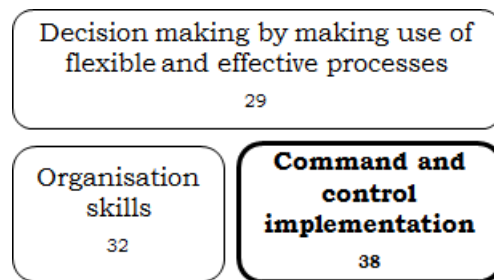 Decision making by making use of
flexible and effective processes
29
Organisation
skills
32
Command and
control
implementation
38